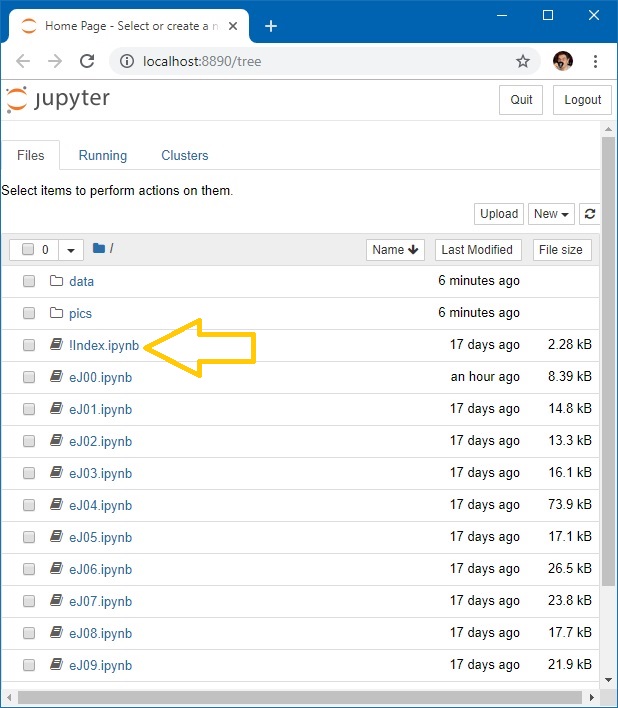 Home Page - Select or create a n
localhost:8890/tree
jupyter
Quit
Logout
Files
Running
Clusters
Select items to perform actions on them.
Upload
New
0
/
Name
Last Modified
File size
data
6 minutes ago
pics
6 minutes ago
!Index.ipynb
17 days ago
2.28 kB
eJ00.ipynb
an hour ago
8.39 kB
eJ01.ipynb
17 days ago
14.8 kB
eJ02.ipynb
17 days ago
13.3 kB
eJ03.ipynb
17 days ago
16.1 kB
eJ04.ipynb
17 days ago
73.9 kB
eJ05.ipynb
17 days ago
17.1 kB
eJ06.ipynb
17 days ago
26.5 kB
eJ07.ipynb
17 days ago
23.8 kB
eJ08.ipynb
17 days ago
17.7 kB
eJ09.ipynb
17 days ago
21.9 kB